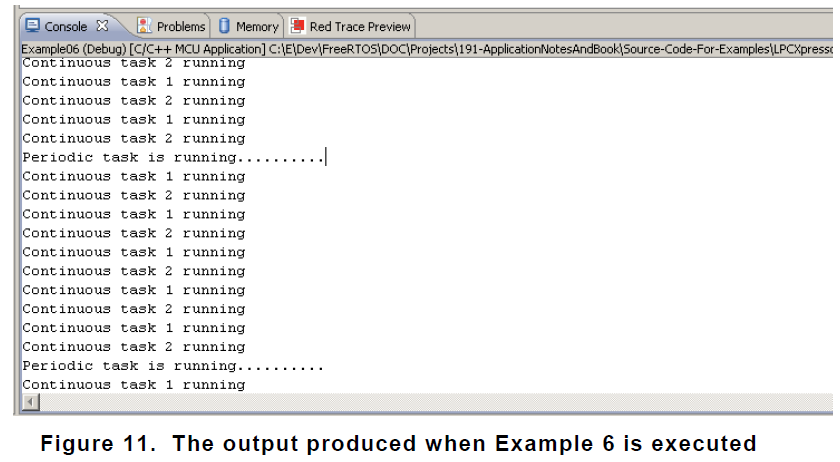 Console Problems Memory Red Trace Preview
Example06 (Debug) [C/C++ MCU Application] C:\E\Dev\FreeRTOS\DOC\Projects\191-ApplicationNotesAndBook\Source-Code-For-Examples\LPCXpresso
Continuous task 2 running
Continuous task 1 running
Continuous task 2 running
Continuous task 1 running
Continuous task 2 running
Periodic task is running..........
Continuous task 1 running
Continuous task 2 running
Continuous task 1 running
Continuous task 2 running
Continuous task 1 running
Continuous task 2 running
Continuous task 1 running
Continuous task 2 running
Continuous task 1 running
Continuous task 2 running
Periodic task is running..........
Continuous task 1 running
Figure 11. The output produced when Example 6 is executed